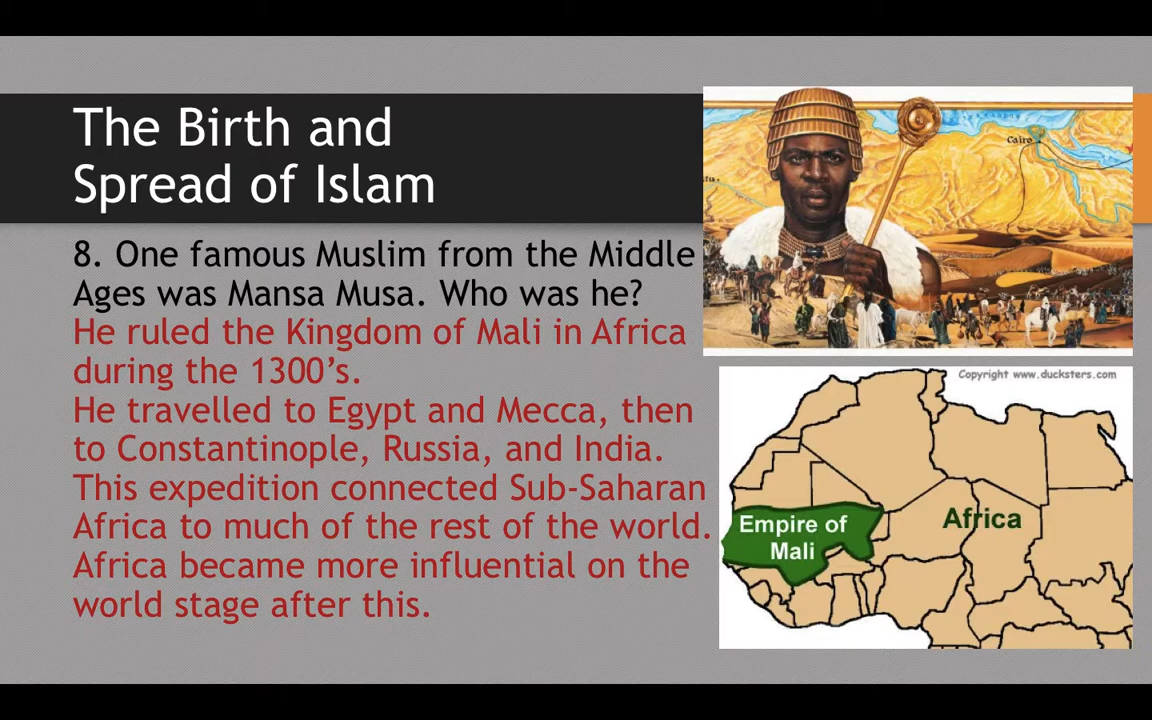 The Birth and
Spread of Islam
8. One famous Muslim from the Middle
Ages was Mansa Musa. Who was he?
He ruled the Kingdom of Mali in Africa
during the 1300’s.
He travelled to Egypt and Mecca, then
to Constantinople, Russia, and India.
This expedition connected Sub-Saharan
Africa to much of the rest of the world.
Africa became more influential on the
world stage after this.
Cairo
Copyright www.ducksters.com
Empire of
Mali
Africa